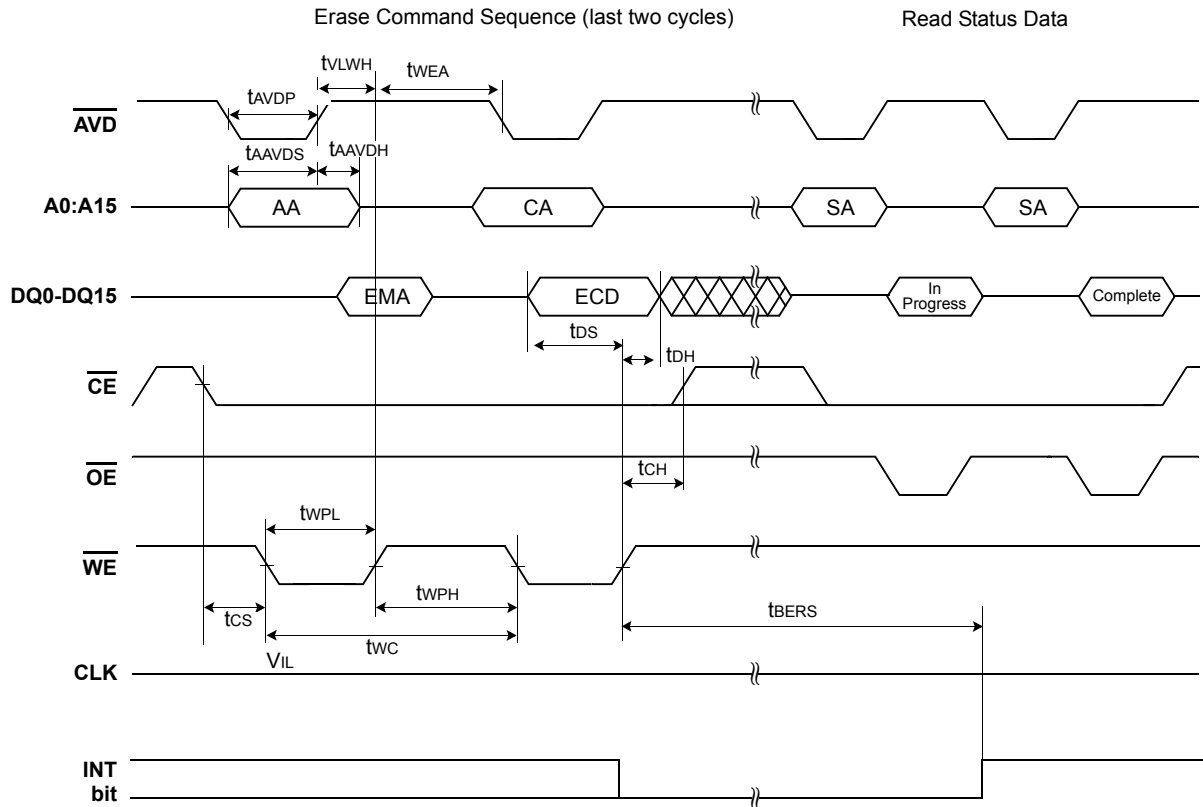 Erase Command Sequence (last two cycles) Read Status Data
tVLWH tWEA
tAVDP
AVD
tAAVDS tAAVDH
A0:A15 AA CA SA SA
DQ0-DQ15 EMA ECD In Progress Complete
tDS
tDH
CE
OE
tCH
tWPL
WE
tWPH
tCS
tBERS
tWC
VIL
CLK
INT
bit